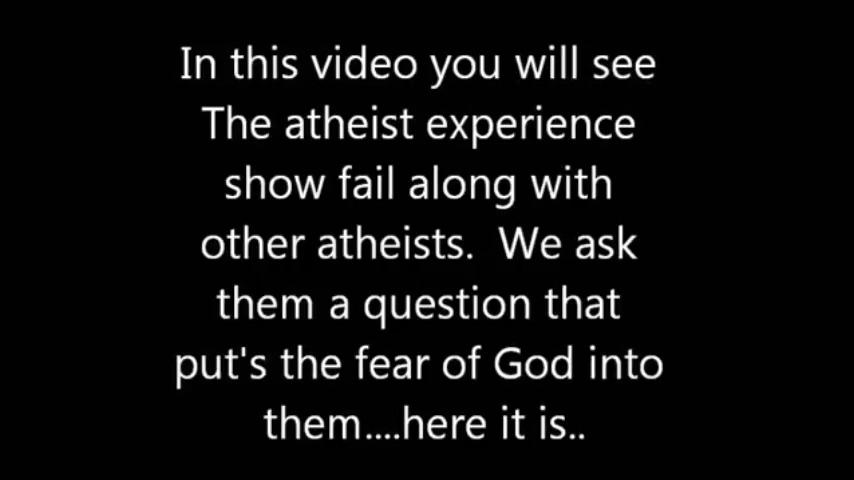 In this video you will see
The atheist experience
show fail along with
other atheists.  We ask
them a question that
put's the fear of God into
them....here it is..